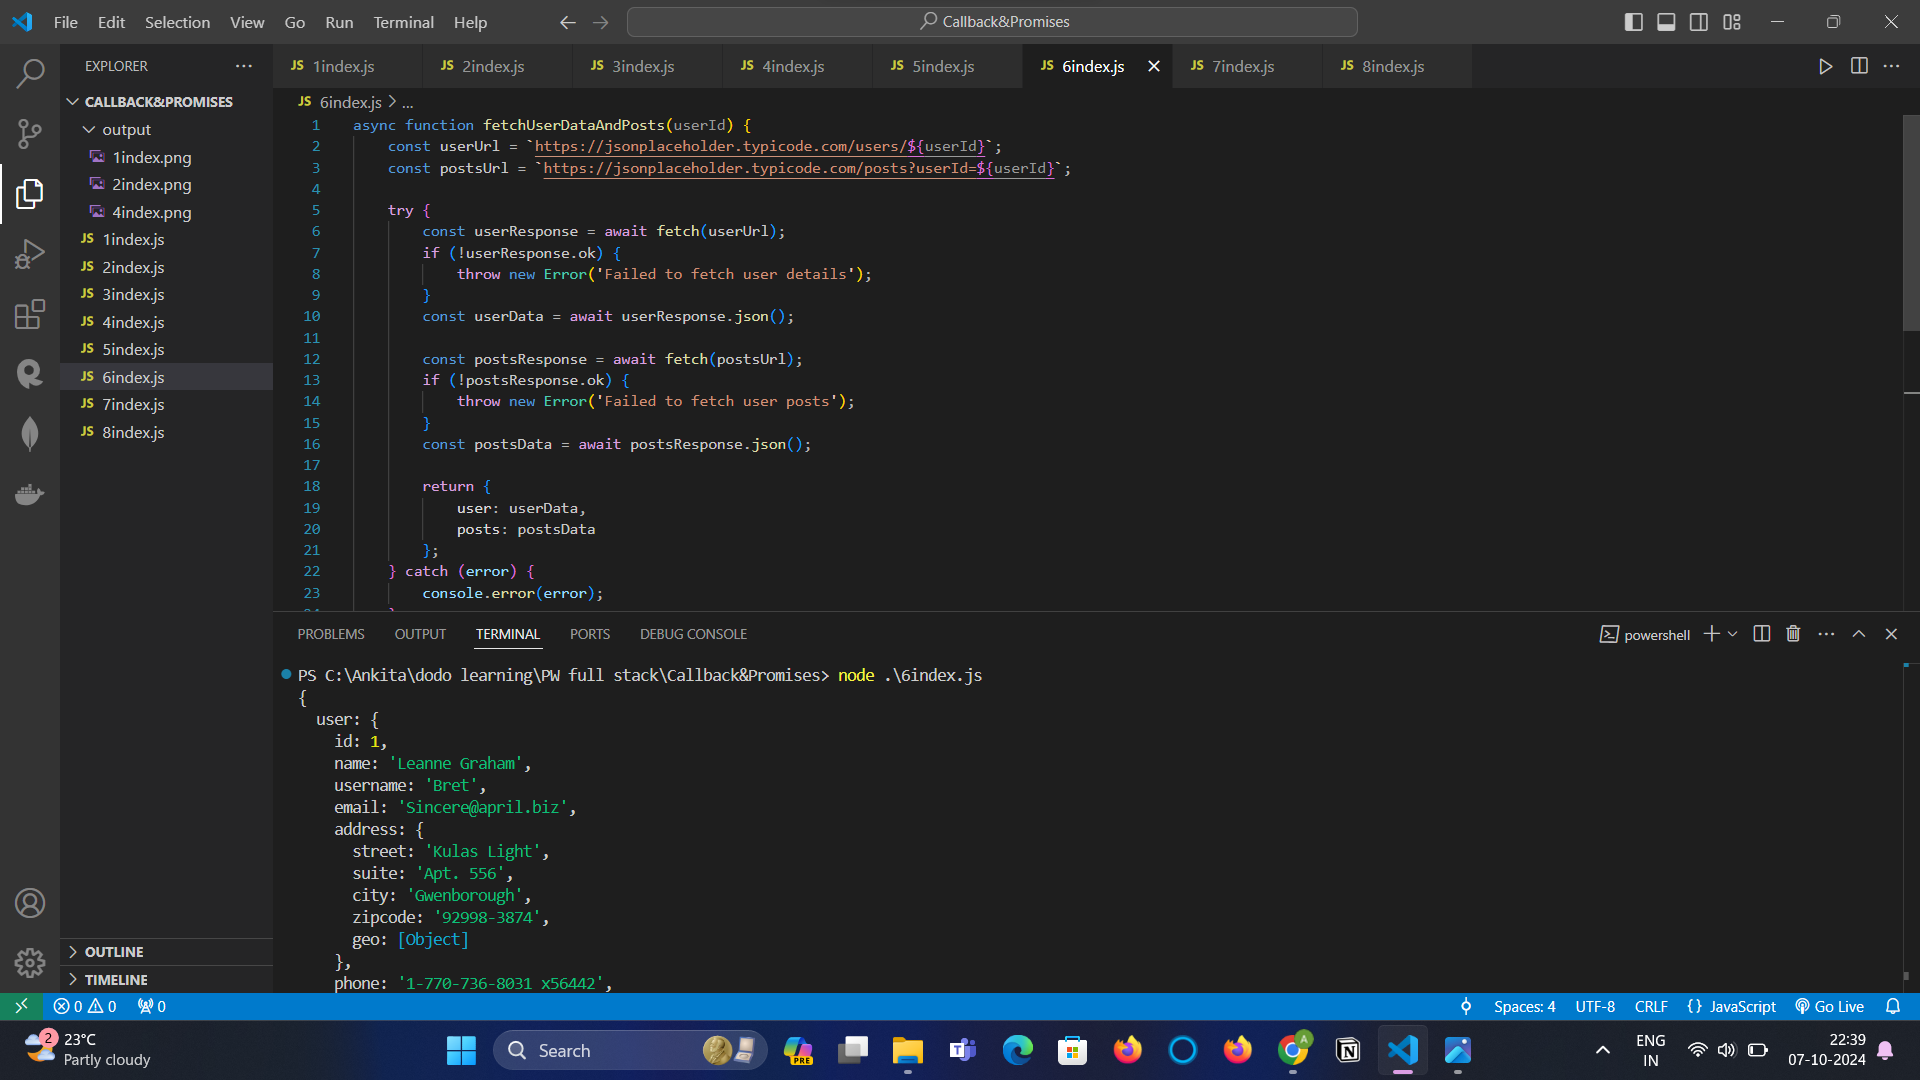 File Edit Selection View Go Run Terminal Help
Callback&Promises
EXPLORER
CALLBACK&PROMISES
output
1index.png
2index.png
4index.png
JS 1index.js
JS 2index.js
JS 3index.js
JS 4index.js
JS 5index.js
JS 6index.js
JS 7index.js
JS 8index.js
OUTLINE
TIMELINE
JS 1index.js JS 2index.js JS 3index.js JS 4index.js JS 5index.js JS 6index.js JS 7index.js JS 8index.js
JS 6index.js > ...
1 async function fetchUserDataAndPosts(userId) {
2 const userUrl = `https://jsonplaceholder.typicode.com/users/${userId}`;
3 const postsUrl = `https://jsonplaceholder.typicode.com/posts?userId=${userId}`;
4
5 try {
6 const userResponse = await fetch(userUrl);
7 if (!userResponse.ok) {
8 throw new Error('Failed to fetch user details');
9 }
10 const userData = await userResponse.json();
11
12 const postsResponse = await fetch(postsUrl);
13 if (!postsResponse.ok) {
14 throw new Error('Failed to fetch user posts');
15 }
16 const postsData = await postsResponse.json();
17
18 return {
19 user: userData,
20 posts: postsData
21 };
22 } catch (error) {
23 console.error(error);
PROBLEMS OUTPUT TERMINAL PORTS DEBUG CONSOLE
powershell
PS C:\Ankita\dodo learning\PW full stack\Callback&Promises> node .\6index.js
{
user: {
id: 1,
name: 'Leanne Graham',
username: 'Bret',
email: 'Sincere@april.biz',
address: {
street: 'Kulas Light',
suite: 'Apt. 556',
city: 'Gwenborough',
zipcode: '92998-3874',
geo: [Object]
},
phone: '1-770-736-8031 x56442',
0 0 0
Spaces: 4 UTF-8 CRLF {} JavaScript Go Live
2
23°C
Partly cloudy
Search
PRE
A
ENG
IN
22:39
07-10-2024